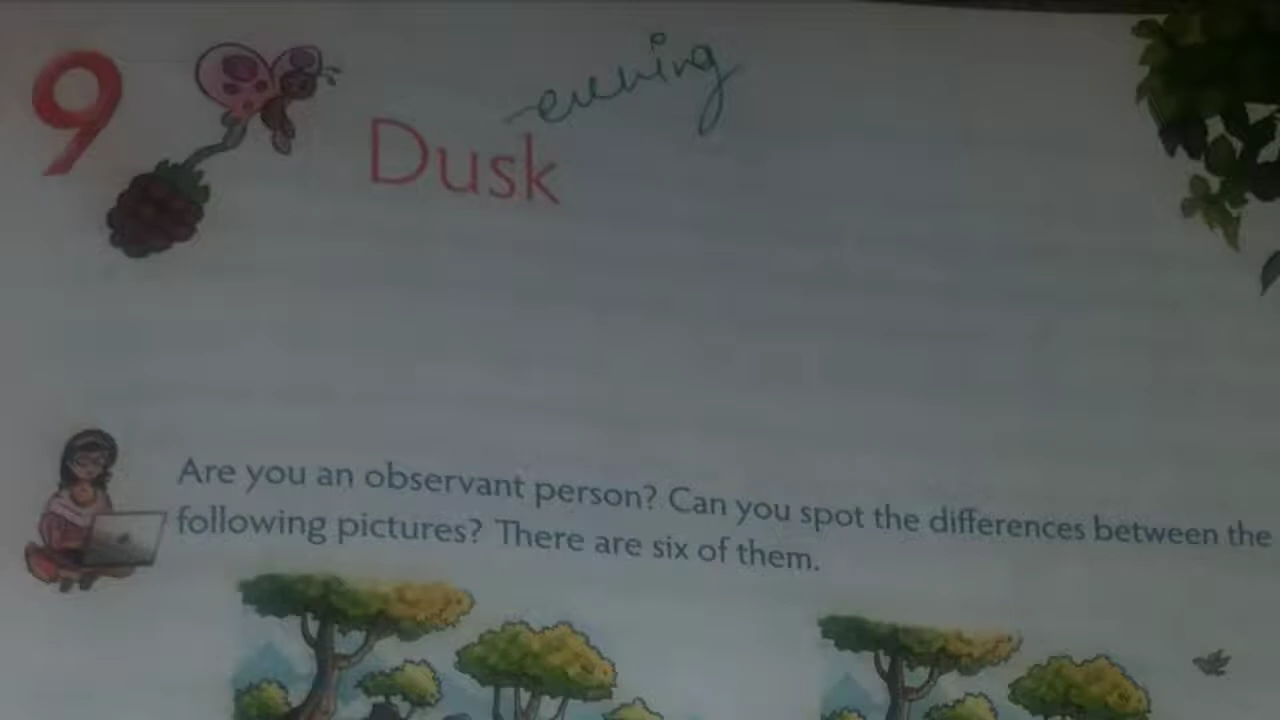 9
evening
Dusk
Are you an observant person? Can you spot the differences between the
following pictures? There are six of them.